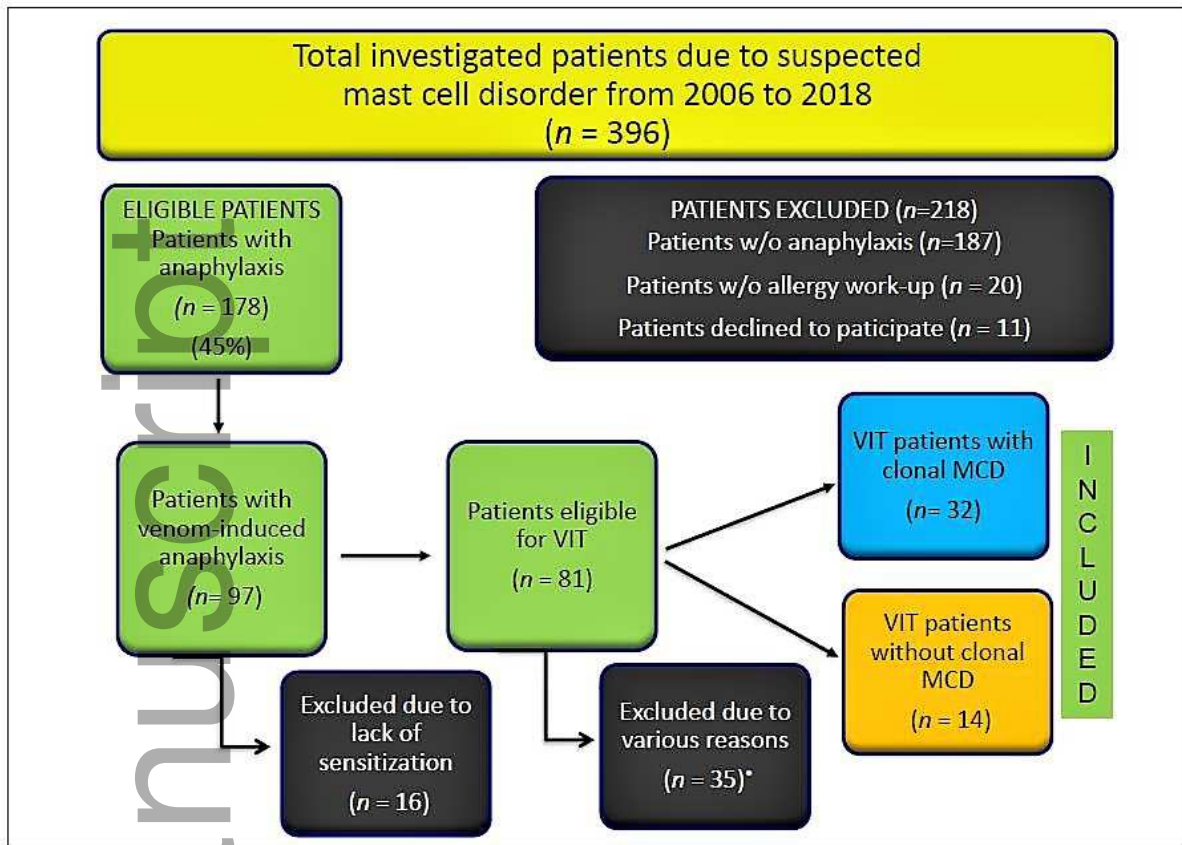 Total investigated patients due to suspected
mast cell disorder from 2006 to 2018
(n = 396)
ELIGIBLE PATIENTS
Patients with
anaphylaxis
(n = 178)
(45%)
PATIENTS EXCLUDED (n=218)
Patients w/o anaphylaxis (n=187)
Patients w/o allergy work-up (n = 20)
Patients declined to paticipate (n = 11)
Patients with
venom-induced
anaphylaxis
(n= 97)
Patients eligible
for VIT
(n = 81)
VIT patients with
clonal MCD
(n= 32)
VIT patients
without clonal
MCD
(n = 14)
INCLUDED
Excluded due to
lack of
sensitization
(n = 16)
Excluded due to
various reasons
(n = 35)*
nuscript